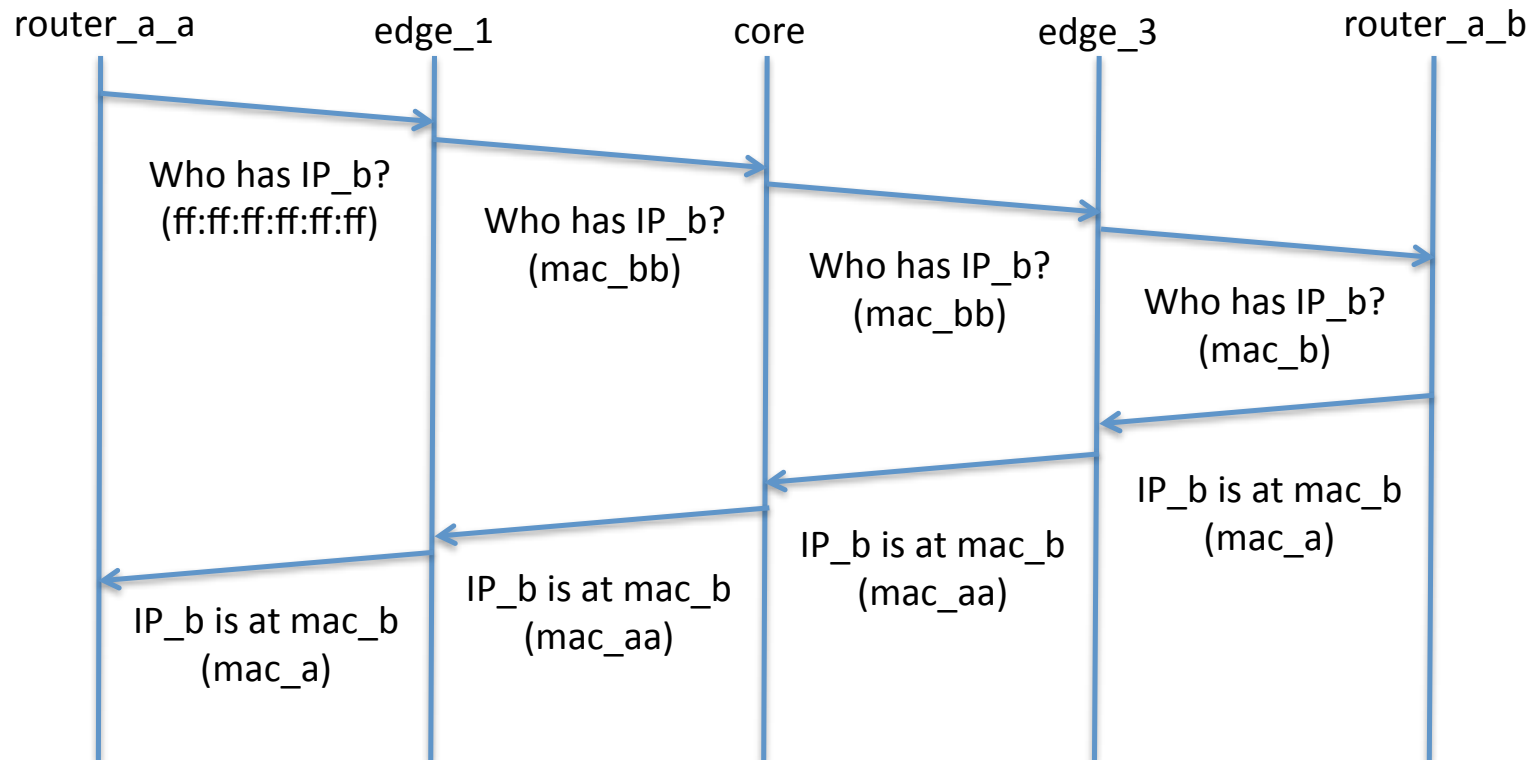 router_a_a
edge_1
core
edge_3
router_a_b
Who has IP_b?
(ff:ff:ff:ff:ff:ff)
Who has IP_b?
(mac_bb)
Who has IP_b?
(mac_bb)
Who has IP_b?
(mac_b)
IP_b is at mac_b
(mac_a)
IP_b is at mac_b
(mac_aa)
IP_b is at mac_b
(mac_aa)
IP_b is at mac_b
(mac_a)